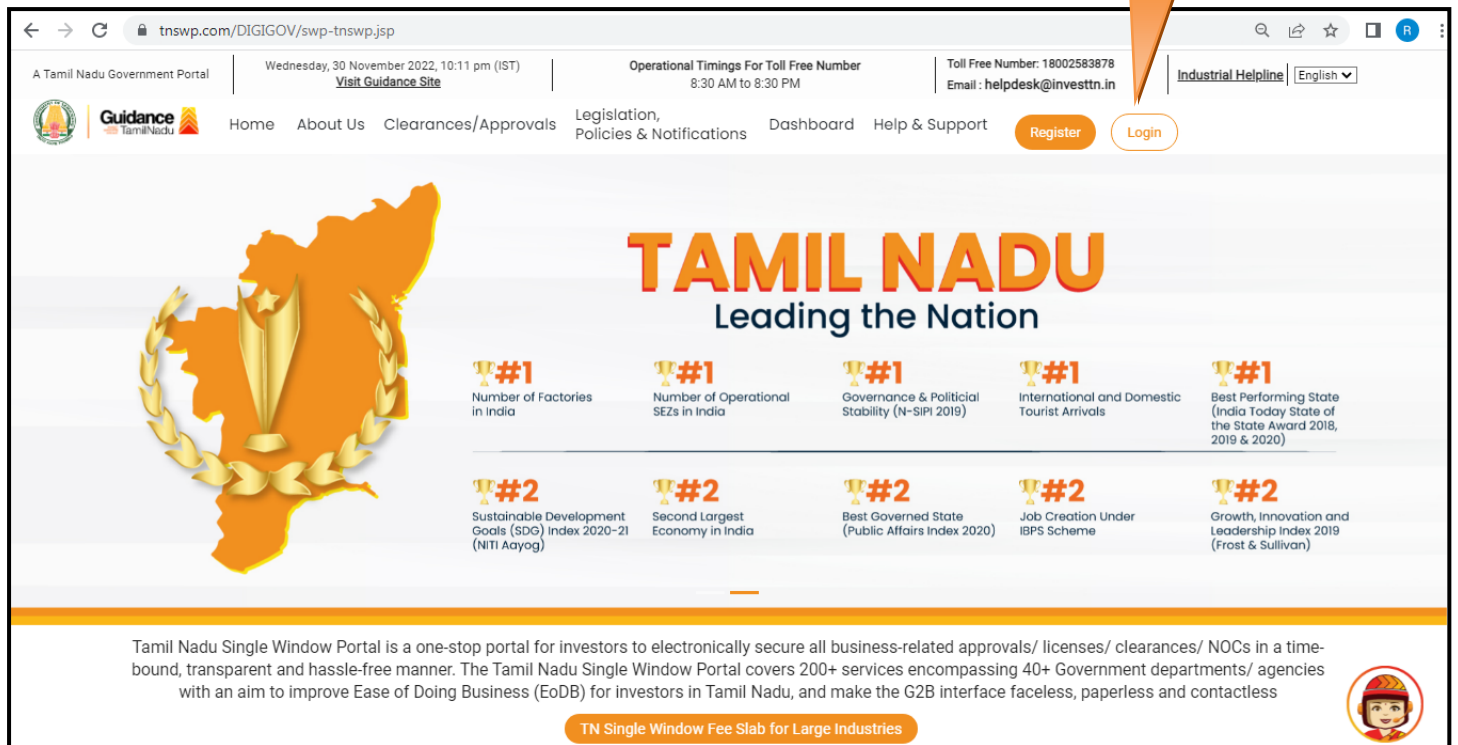 tnswp.com/DIGIGOV/swp-tnswp.jsp
R
A Tamil Nadu Government Portal
Wednesday, 30 November 2022, 10:11 pm (IST)
Visit Guidance Site
Operational Timings For Toll Free Number
8:30 AM to 8:30 PM
Toll Free Number: 18002583878
Email : helpdesk@investtn.in
Industrial Helpline
English
Guidance
TamilNadu
Home
About Us
Clearances/Approvals
Legislation,
Policies & Notifications
Dashboard
Help & Support
Register
Login
TAMIL NADU
Leading the Nation
#1
Number of Factories
in India
#1
Number of Operational
SEZs in India
#1
Governance & Politicial
Stability (N-SIPI 2019)
#1
International and Domestic
Tourist Arrivals
#1
Best Performing State
(India Today State of
the State Award 2018,
2019 & 2020)
#2
Sustainable Development
Goals (SDG) Index 2020-21
(NITI Aayog)
#2
Second Largest
Economy in India
#2
Best Governed State
(Public Affairs Index 2020)
#2
Job Creation Under
IBPS Scheme
#2
Growth, Innovation and
Leadership Index 2019
(Frost & Sullivan)
Tamil Nadu Single Window Portal is a one-stop portal for investors to electronically secure all business-related approvals/ licenses/ clearances/ NOCs in a time-
bound, transparent and hassle-free manner. The Tamil Nadu Single Window Portal covers 200+ services encompassing 40+ Government departments/ agencies
with an aim to improve Ease of Doing Business (EoDB) for investors in Tamil Nadu, and make the G2B interface faceless, paperless and contactless
TN Single Window Fee Slab for Large Industries